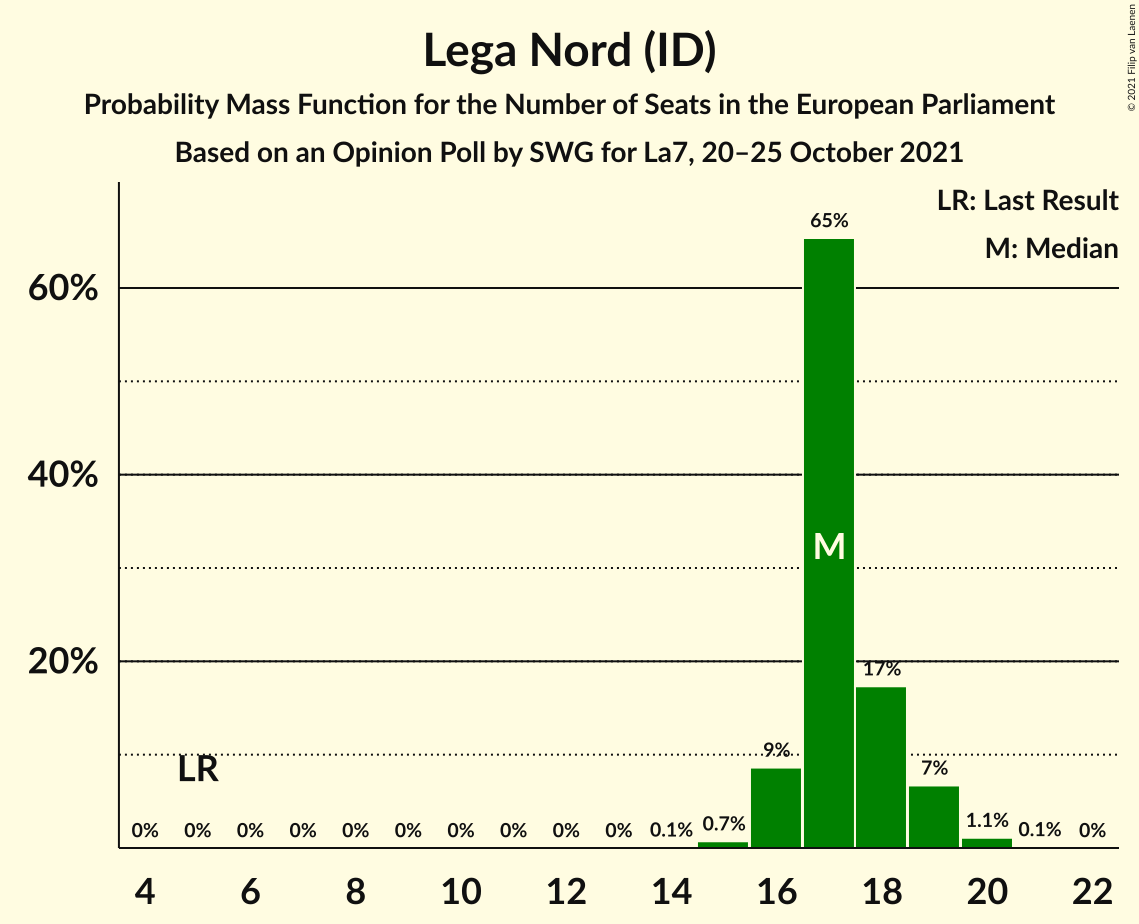 Lega Nord (ID)
Probability Mass Function for the Number of Seats in the European Parliament
Based on an Opinion Poll by SWG for La7, 20–25 October 2021
© 2021 Filip van Laenen
LR: Last Result
M: Median
60%
40%
20%
65%
M
17%
9%
7%
LR
0% 0% 0% 0% 0% 0% 0% 0% 0% 0% 0.1% 0.7% 1.1% 0.1% 0%
4 6 8 10 12 14 16 18 20 22